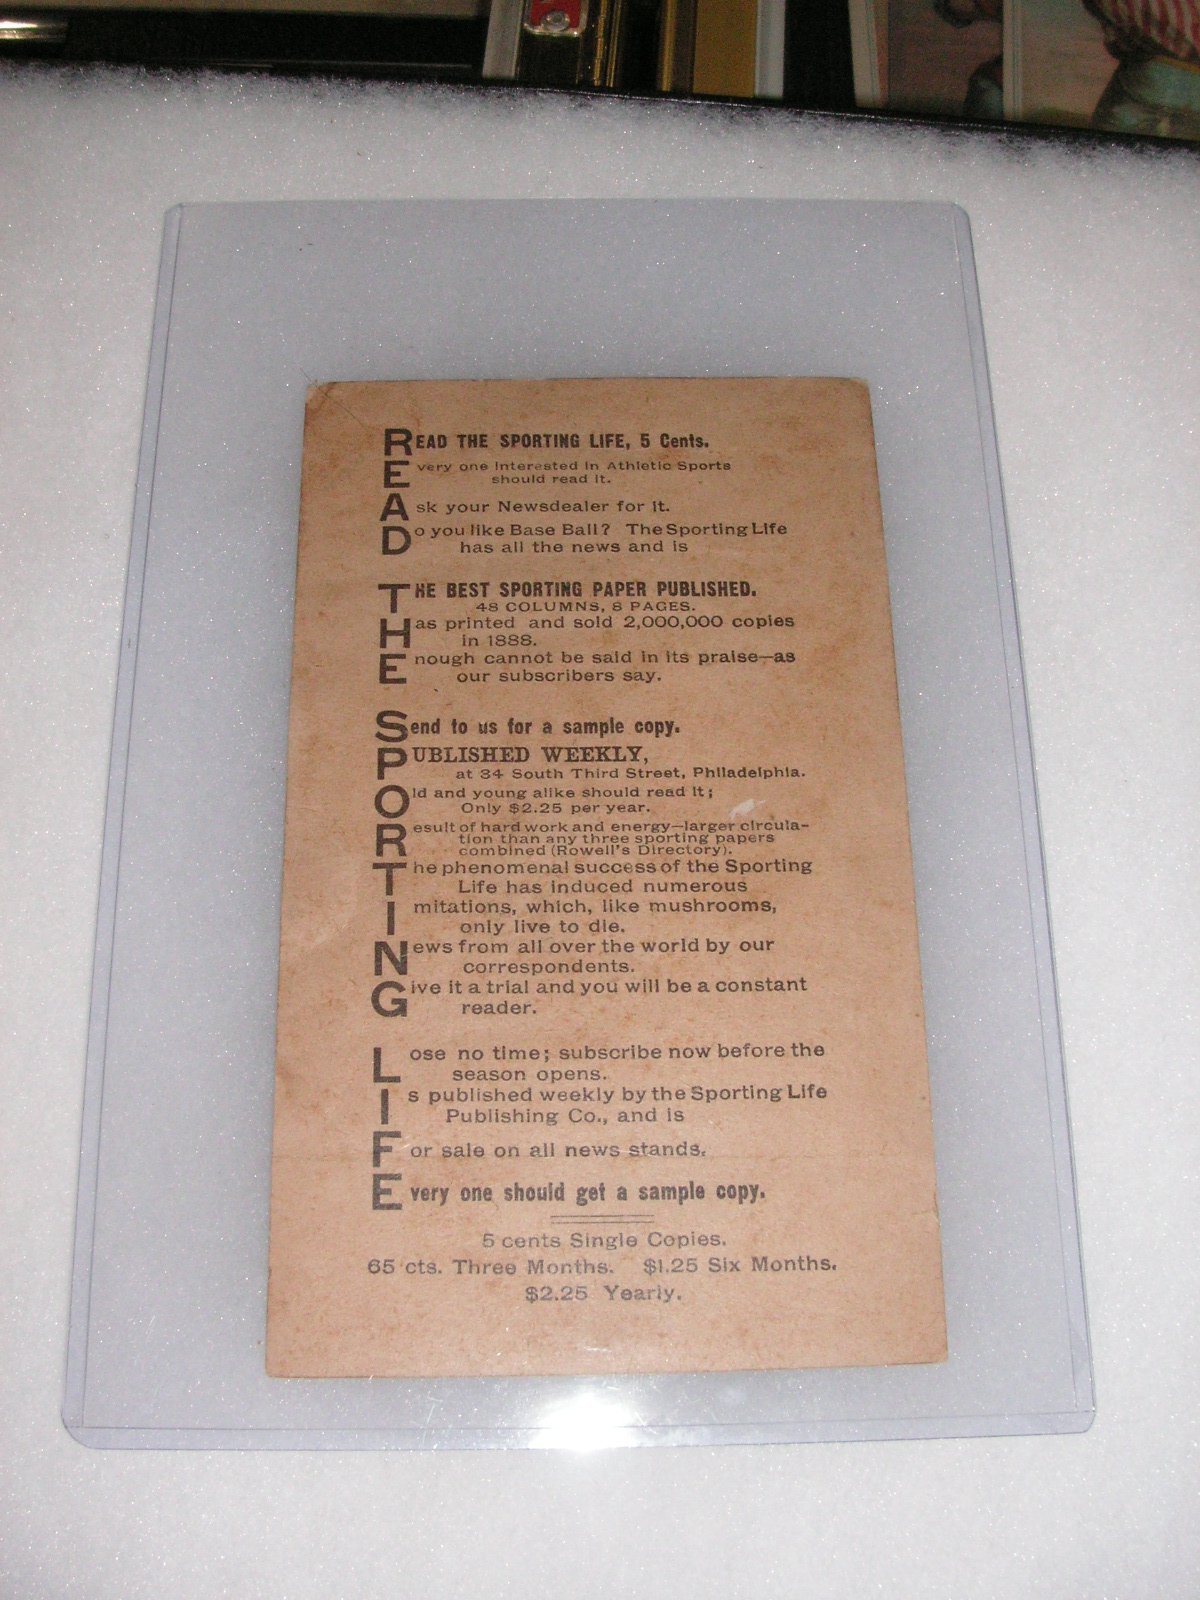 READ THE SPORTING LIFE, 5 Cents.
Every one Interested in Athletic Sports
should read it.
Ask your Newsdealer for it.
Do you like Base Ball? The Sporting Life
has all the news and is
THE BEST SPORTING PAPER PUBLISHED.
48 COLUMNS, 8 PAGES.
Has printed and sold 2,000,000 copies
in 1888.
Enough cannot be said in its praise—as
our subscribers say.
Send to us for a sample copy.
PUBLISHED WEEKLY,
at 34 South Third Street, Philadelphia.
Old and young alike should read it;
Only $2.25 per year.
Result of hard work and energy—larger circula-
tion than any three sporting papers
combined (Rowell's Directory).
The phenomenal success of the Sporting
Life has induced numerous
Imitations, which, like mushrooms,
only live to die.
News from all over the world by our
correspondents.
Give it a trial and you will be a constant
reader.
Lose no time; subscribe now before the
season opens.
Is published weekly by the Sporting Life
Publishing Co., and is
For sale on all news stands.
Every one should get a sample copy.
5 cents Single Copies.
65 cts. Three Months. $1.25 Six Months.
$2.25 Yearly.